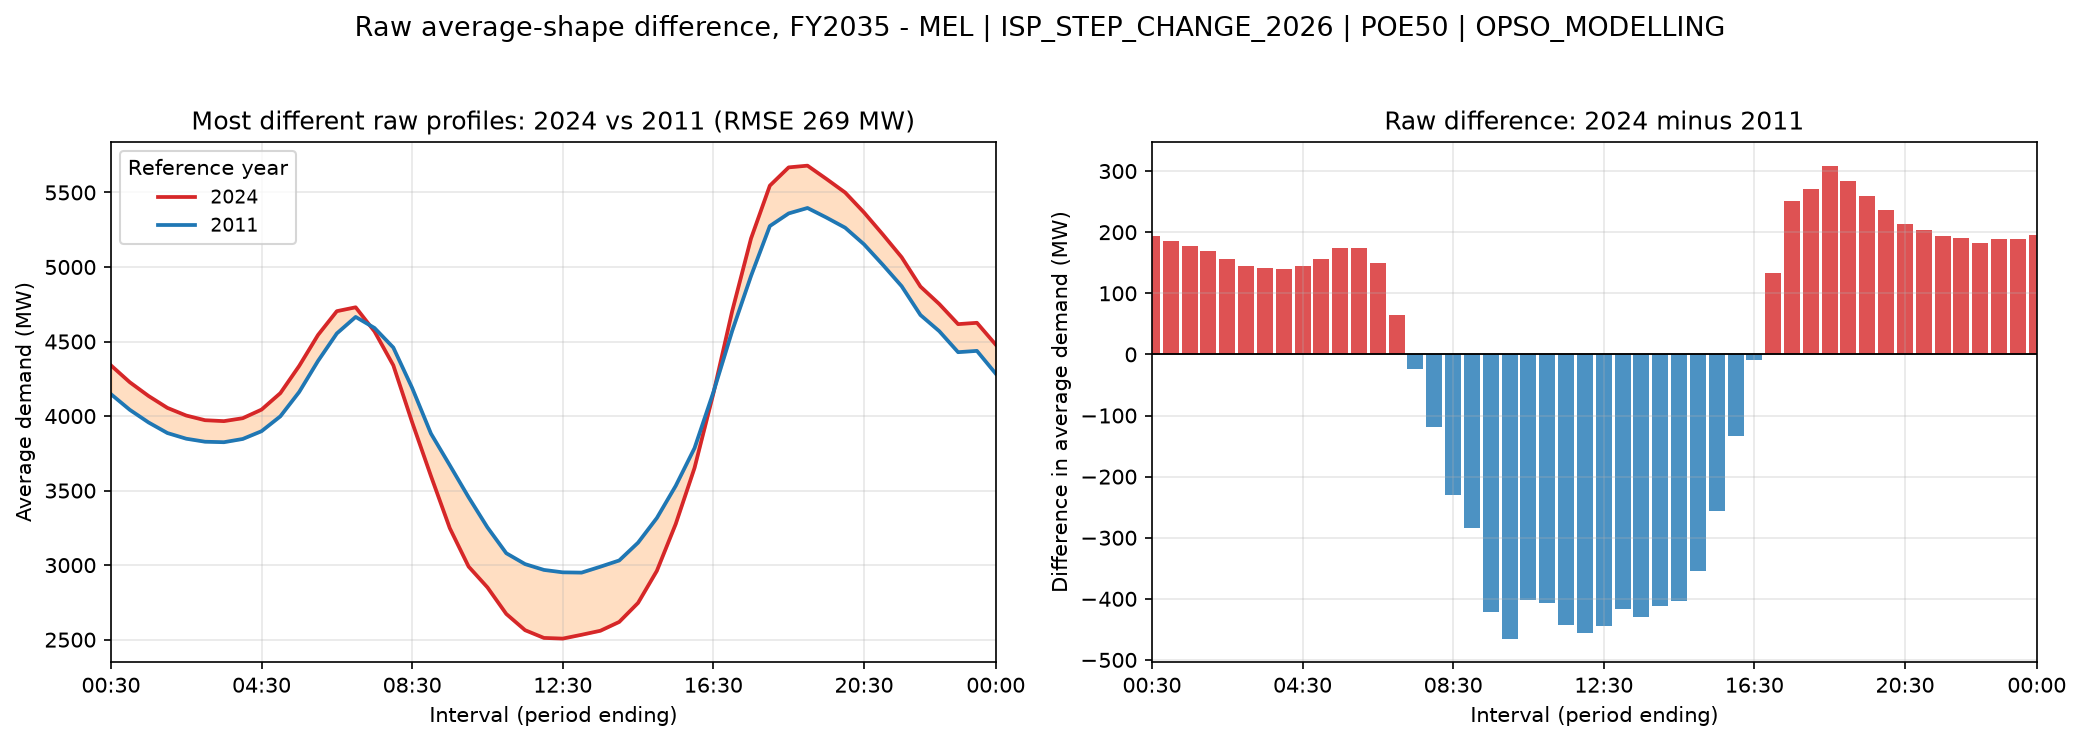 Raw average-shape difference, FY2035 - MEL | ISP_STEP_CHANGE_2026 | POE50 | OPSO_MODELLING
Most different raw profiles: 2024 vs 2011 (RMSE 269 MW)
Reference year
2024
2011
Average demand (MW)
5500
5000
4500
4000
3500
3000
2500
00:30 04:30 08:30 12:30 16:30 20:30 00:00
Interval (period ending)
Raw difference: 2024 minus 2011
Difference in average demand (MW)
300
200
100
0
−100
−200
−300
−400
−500
00:30 04:30 08:30 12:30 16:30 20:30 00:00
Interval (period ending)